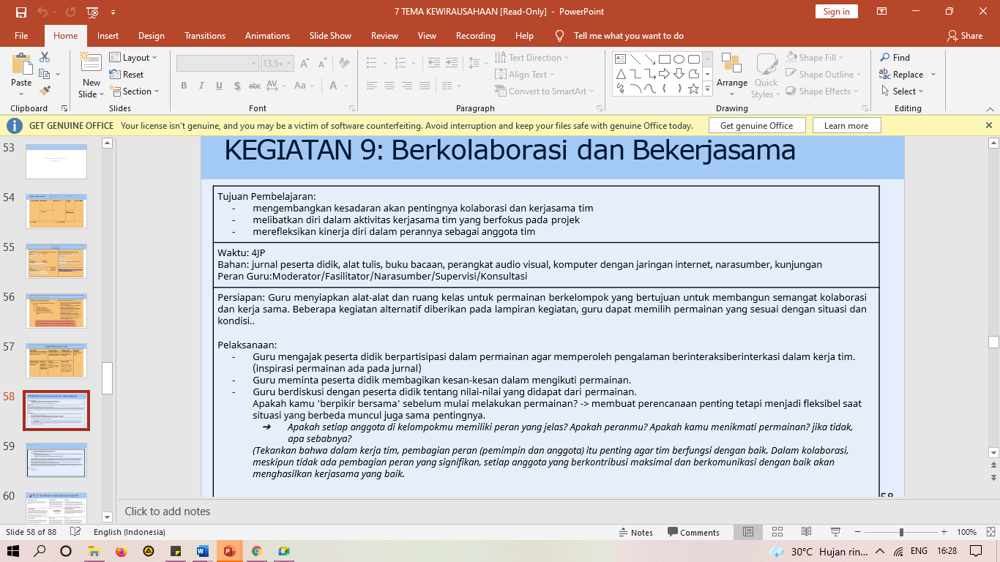 7 TEMA KEWIRAUSAHAAN [Read-Only] - PowerPoint
Sign in
File Home Insert Design Transitions Animations Slide Show Review View Recording Help Tell me what you want to do Share
Paste
New Slide
Layout
Reset
Section
13,5+
B I U S abc AV Aa A
Text Direction
Align Text
Convert to SmartArt
Arrange
Quick Styles
Shape Fill
Shape Outline
Shape Effects
Find
Replace
Select
Clipboard Slides Font Paragraph Drawing Editing
GET GENUINE OFFICE Your license isn't genuine, and you may be a victim of software counterfeiting. Avoid interruption and keep your files safe with genuine Office today. Get genuine Office Learn more
53
54
55
56
57
58
59
60
KEGIATAN 9: Berkolaborasi dan Bekerjasama
Tujuan Pembelajaran:
- mengembangkan kesadaran akan pentingnya kolaborasi dan kerjasama tim
- melibatkan diri dalam aktivitas kerjasama tim yang berfokus pada projek
- merefleksikan kinerja diri dalam perannya sebagai anggota tim
Waktu: 4JP
Bahan: jurnal peserta didik, alat tulis, buku bacaan, perangkat audio visual, komputer dengan jaringan internet, narasumber, kunjungan
Peran Guru:Moderator/Fasilitator/Narasumber/Supervisi/Konsultasi
Persiapan: Guru menyiapkan alat-alat dan ruang kelas untuk permainan berkelompok yang bertujuan untuk membangun semangat kolaborasi
dan kerja sama. Beberapa kegiatan alternatif diberikan pada lampiran kegiatan, guru dapat memilih permanan yang sesuai dengan situasi dan
kondisi..
Pelaksanaan:
- Guru mengajak peserta didik berpartisipasi dalam permainan agar memperoleh pengalaman berinteraksiberinterkasi dalam kerja tim.
(inspirasi permainan ada pada jurnal)
- Guru meminta peserta didik membagikan kesan-kesan dalam mengikuti permainan.
- Guru berdiskusi dengan peserta didik tentang nilai-nilai yang didapat dari permainan.
Apakah kamu 'berpikir bersama' sebelum mulai melakukan permainan? -> membuat perencanaan penting tetapi menjadi fleksibel saat
situasi yang berbeda muncul juga sama pentingnya.
➔ Apakah setiap anggota di kelompokmu memiliki peran yang jelas? Apakah peranmu? Apakah kamu menikmati permainan? jika tidak,
apa sebabnya?
(Tekankan bahwa dalam kerja tim, pembagian peran (pemimpin dan anggota) itu penting agar tim berfungsi dengan baik. Dalam kolaborasi,
meskipun tidak ada pembagian peran yang signifikan, setiap anggota yang berkontribusi maksimal dan berkomunikasi dengan baik akan
menghasilkan kerjasama yang baik.
58
Click to add notes
Slide 58 of 88 English (Indonesia) Notes Comments 100%
30°C Hujan rin... ENG 16:28